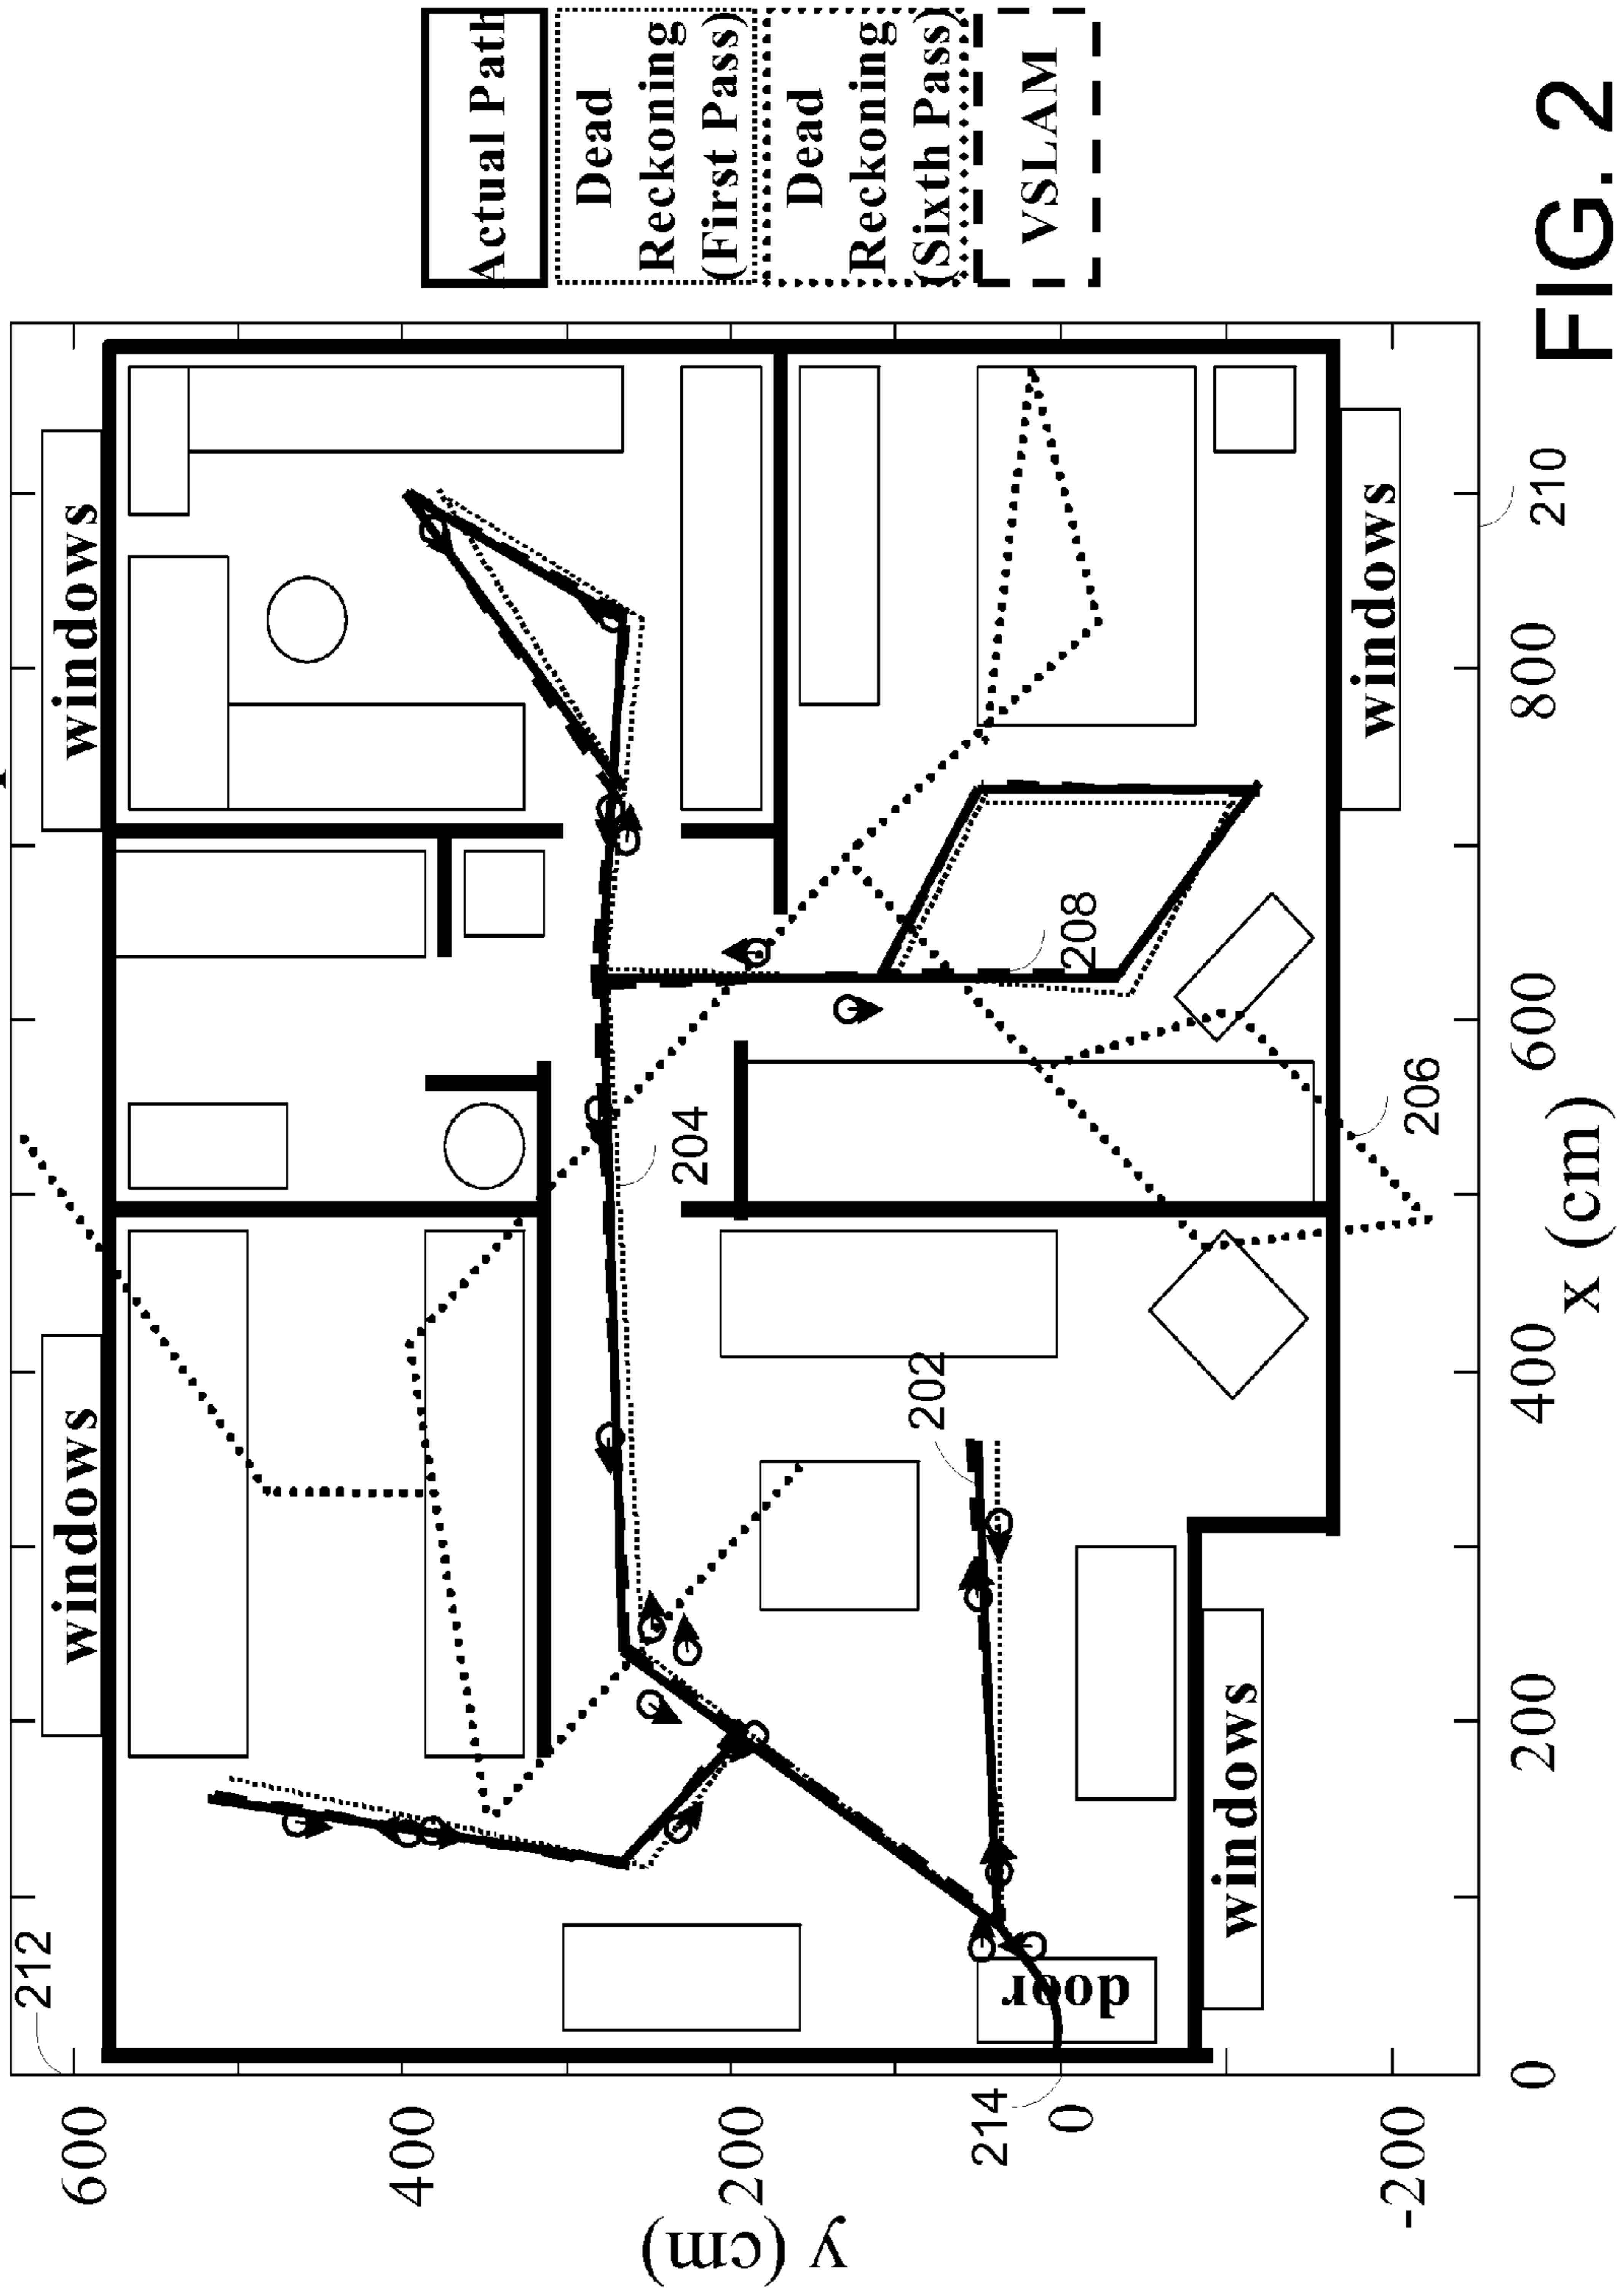 Actual Path
Dead
Reckoning
(First Pass)
Dead
Reckoning
(Sixth Pass)
VSLAM
FIG. 2
212
600
400
200
0
-200
y (cm)
214
windows
windows
windows
windows
door
202
204
206
208
210
0
200
400
600
800
x (cm)